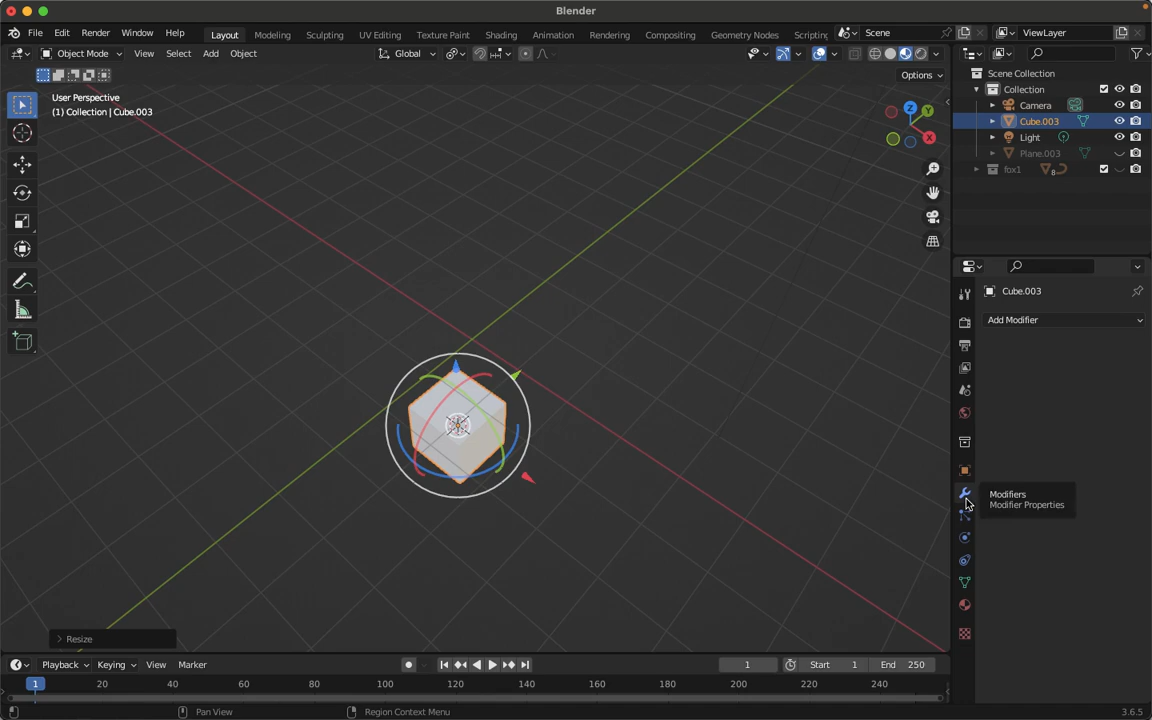 Blender
File Edit Render Window Help Layout Modeling Sculpting UV Editing Texture Paint Shading Animation Rendering Compositing Geometry Nodes Scripting Scene ViewLayer
Object Mode View Select Add Object Global
Options
User Perspective
(1) Collection | Cube.003
Z Y X
Scene Collection
Collection
Camera
Cube.003
Light
Plane.003
fox1 8
Cube.003
Add Modifier
Modifiers
Modifier Properties
Resize
Playback Keying View Marker 1 Start 1 End 250
1 20 40 60 80 100 120 140 160 180 200 220 240
Pan View Region Context Menu 3.6.5